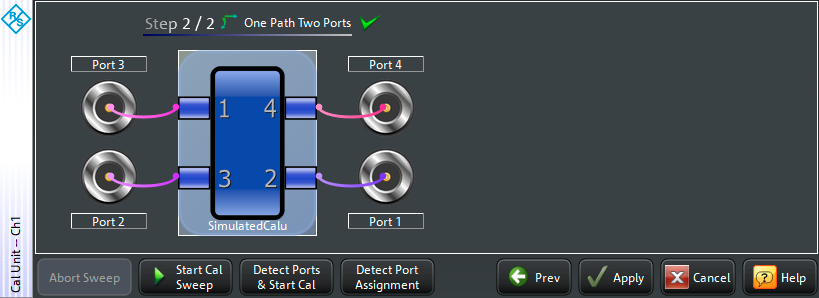 Step 2 / 2 One Path Two Ports
Port 3
Port 4
1 4
3 2
Port 2
SimulatedCalu
Port 1
Cal Unit – Ch1
Abort Sweep
Start Cal
Sweep
Detect Ports
& Start Cal
Detect Port
Assignment
Prev
Apply
Cancel
Help